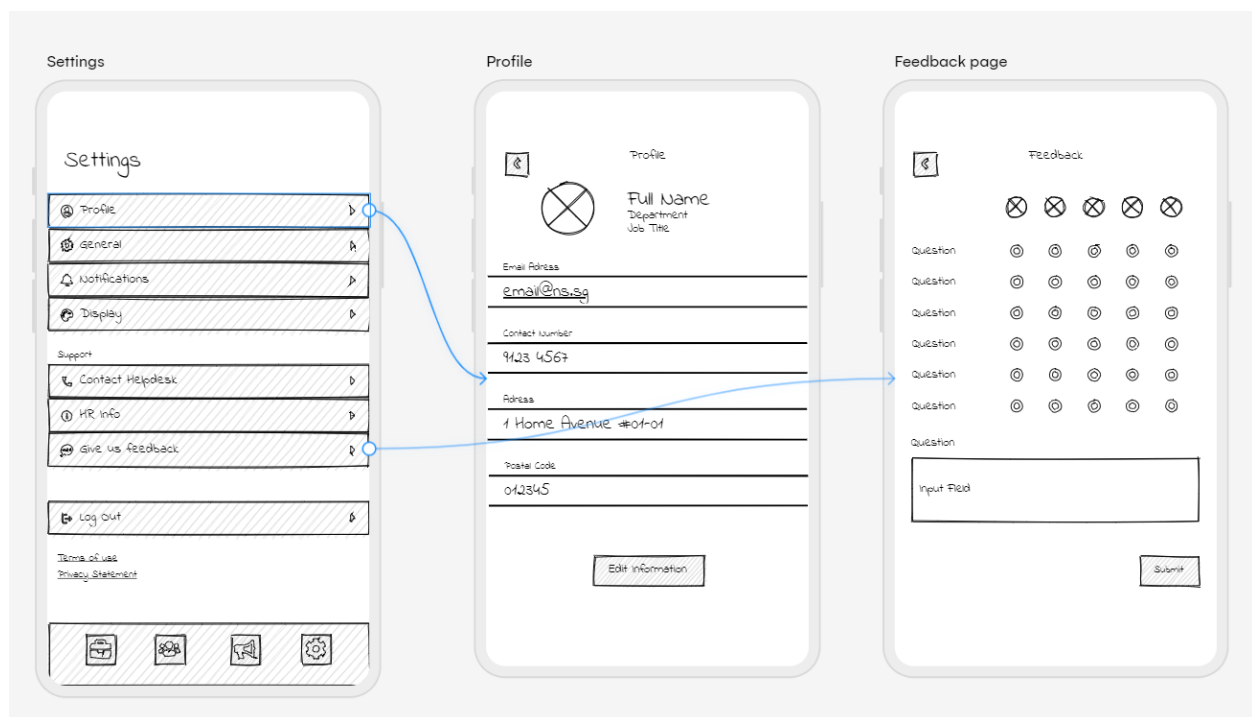 Settings
Profile
Feedback page
Settings
Profile
General
Notifications
Display
Support
Contact Helpdesk
HR Info
Give us feedback
Log Out
Terms of use
Privacy Statement
Profile
Full Name
Department
Job Title
Email Adress
email@ns.sg
Contact Number
9123 4567
Adress
1 Home Avenue #01-01
Postal Code
012345
Edit Information
Feedback
Question
Question
Question
Question
Question
Question
Question
Input Field
Submit